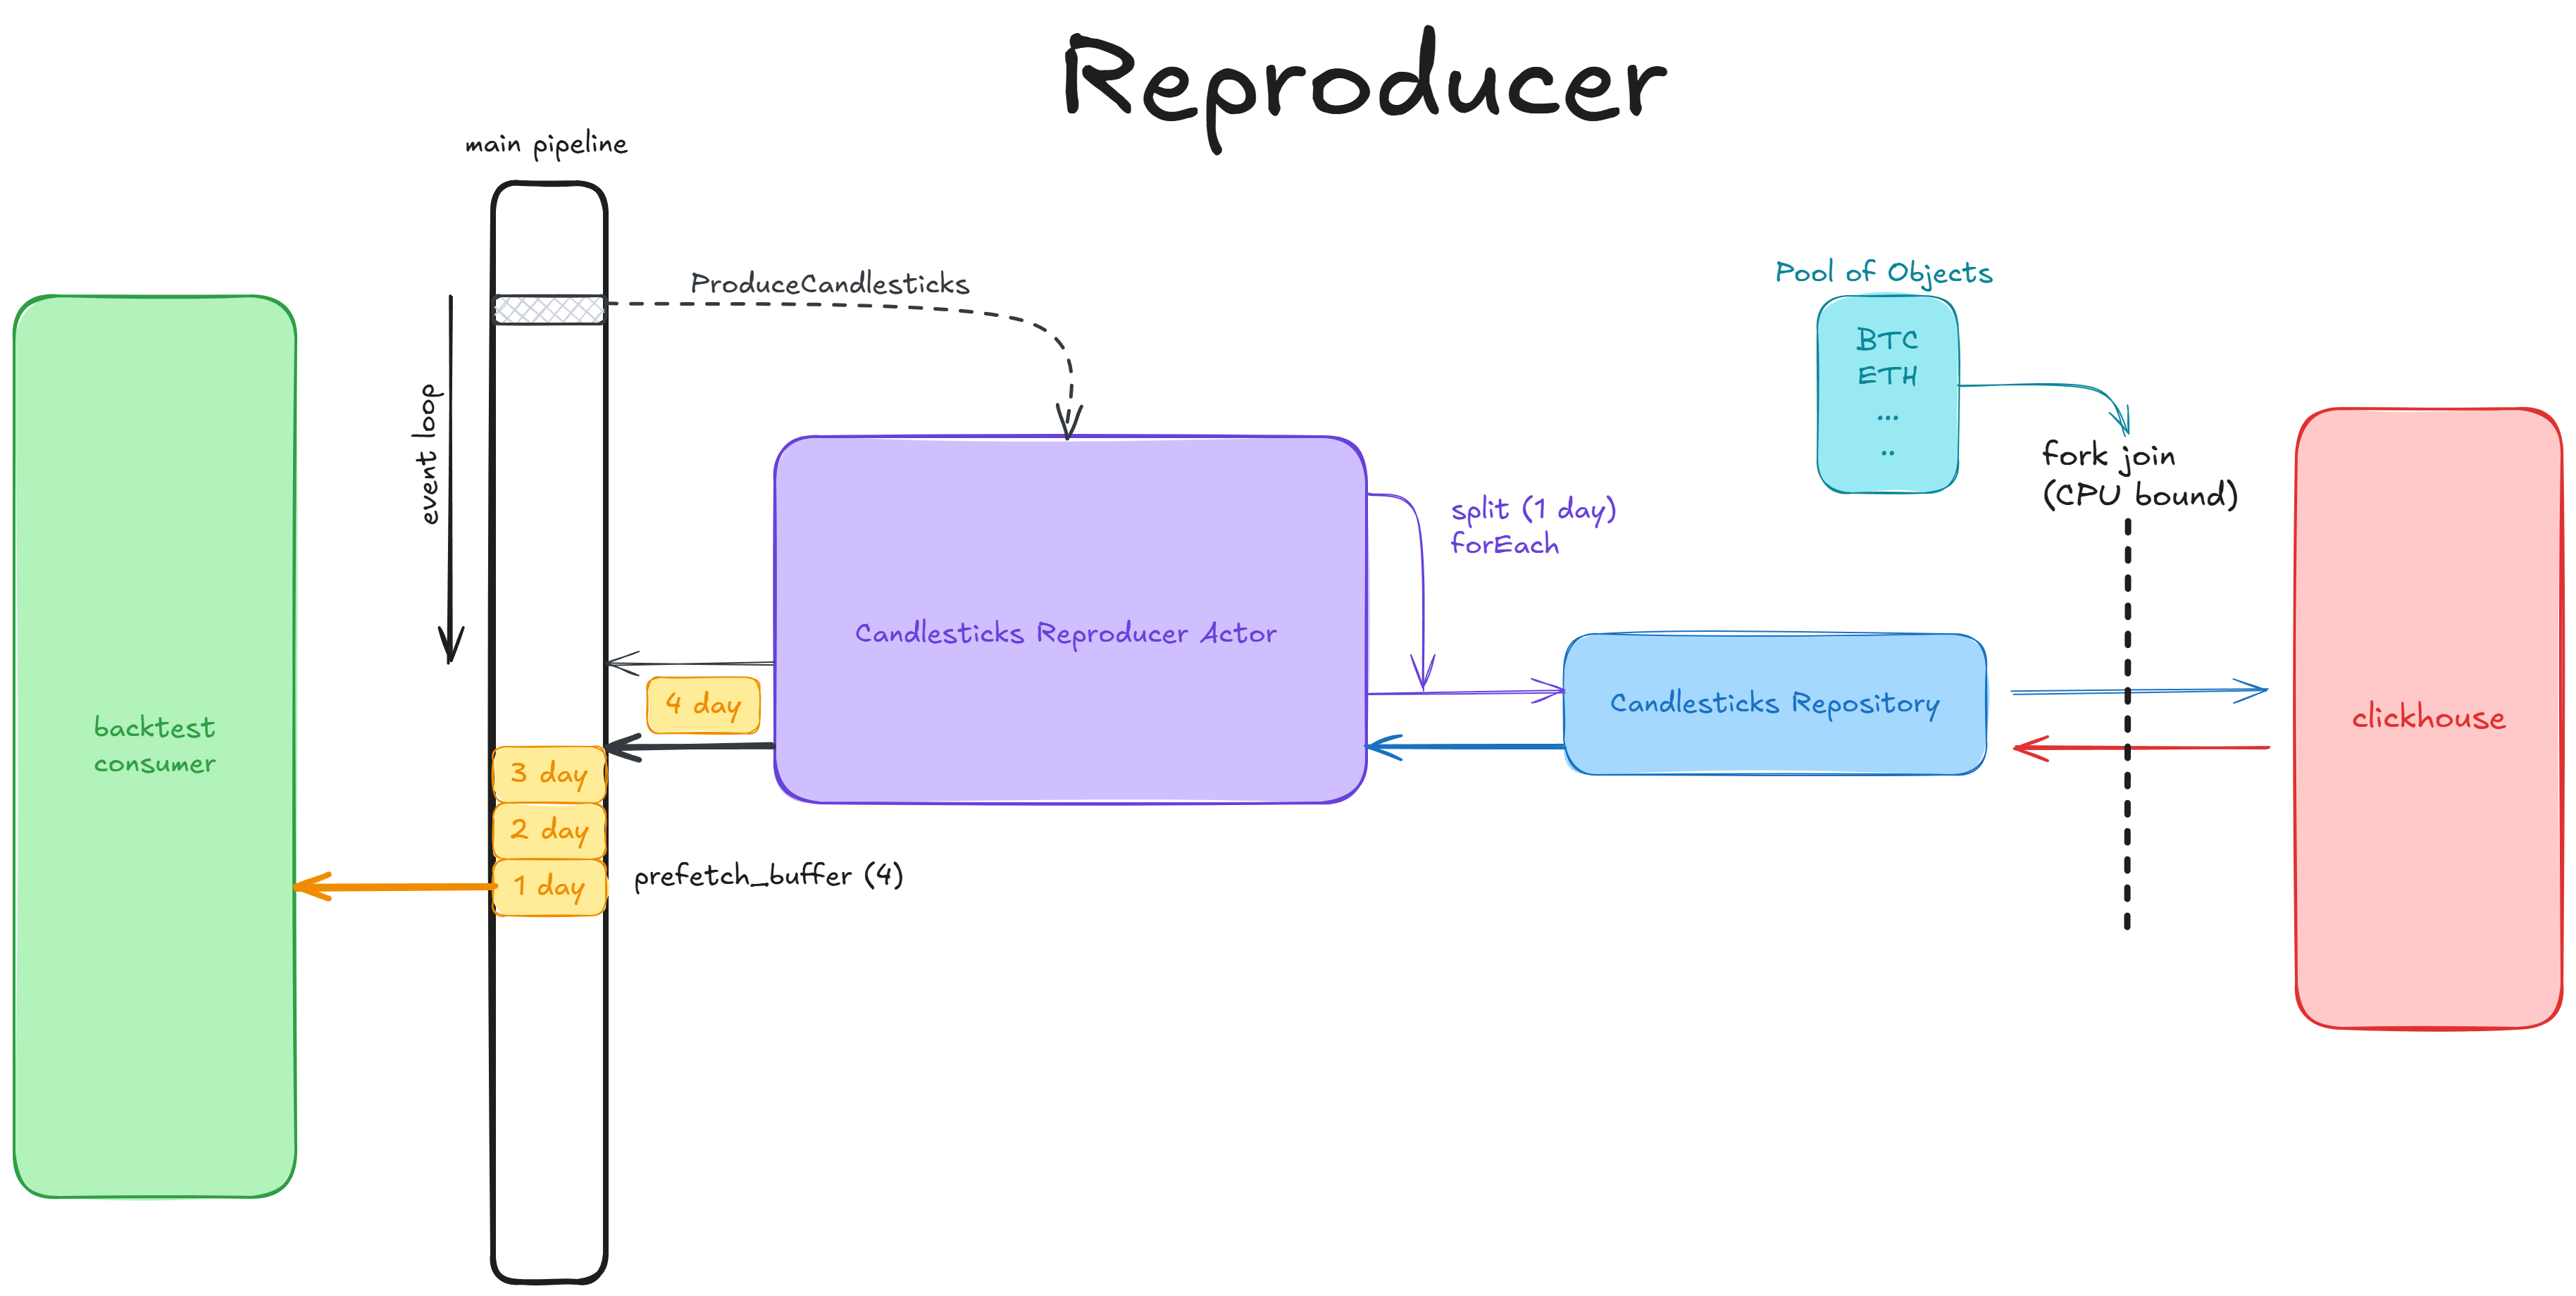 Reproducer
main pipeline
ProduceCandlesticks
Pool of Objects
BTC
ETH
...
..
event loop
fork join
(CPU bound)
split (1 day)
forEach
Candlesticks Reproducer Actor
4 day
Candlesticks Repository
clickhouse
backtest
consumer
3 day
2 day
1 day
prefetch_buffer (4)